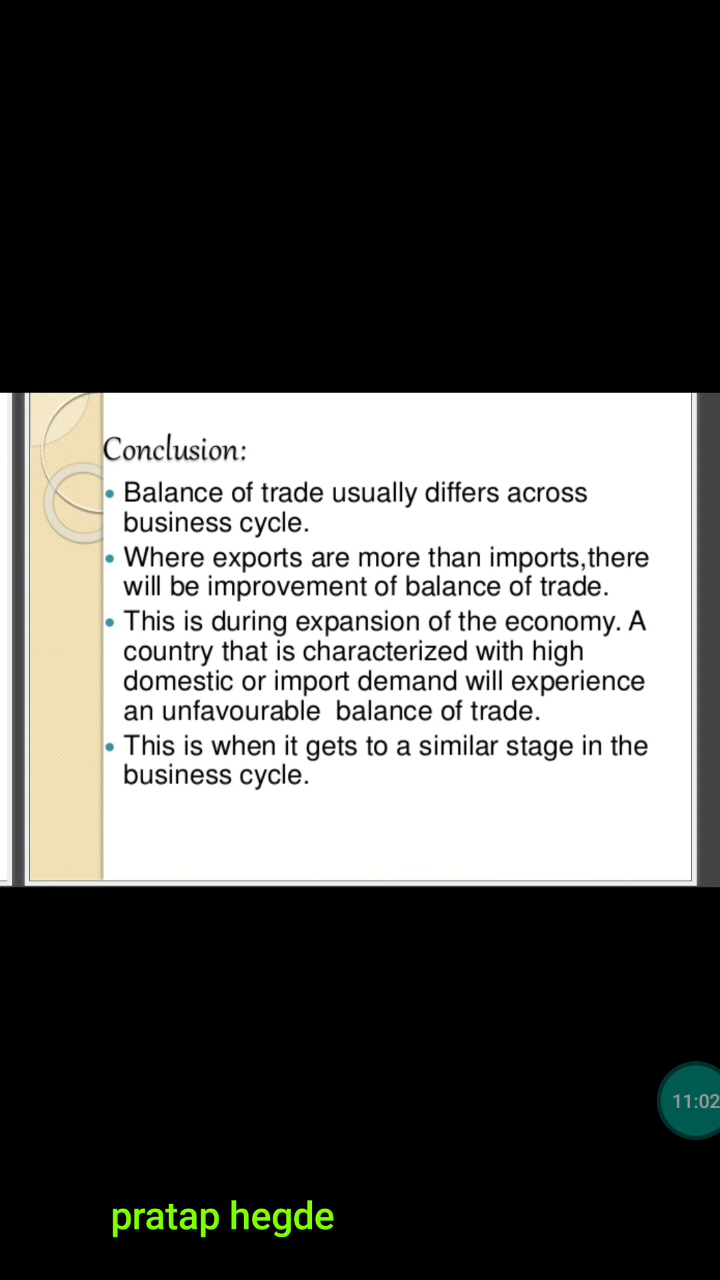 Conclusion:
• Balance of trade usually differs across
business cycle.
• Where exports are more than imports,there
will be improvement of balance of trade.
• This is during expansion of the economy. A
country that is characterized with high
domestic or import demand will experience
an unfavourable  balance of trade.
• This is when it gets to a similar stage in the
business cycle.
11:02
pratap hegde